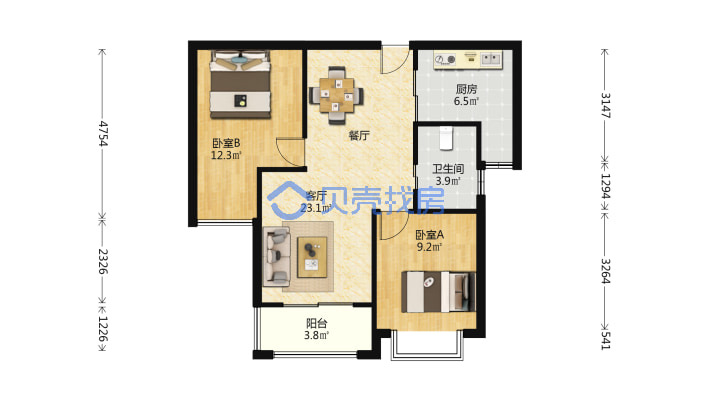 厨房
6.5㎡
餐厅
卧室B
12.3㎡
卫生间
3.9㎡
客厅
23.1㎡
贝壳找房
卧室A
9.2㎡
阳台
3.8㎡
4754
2326
1226
3147
1294
3264
541